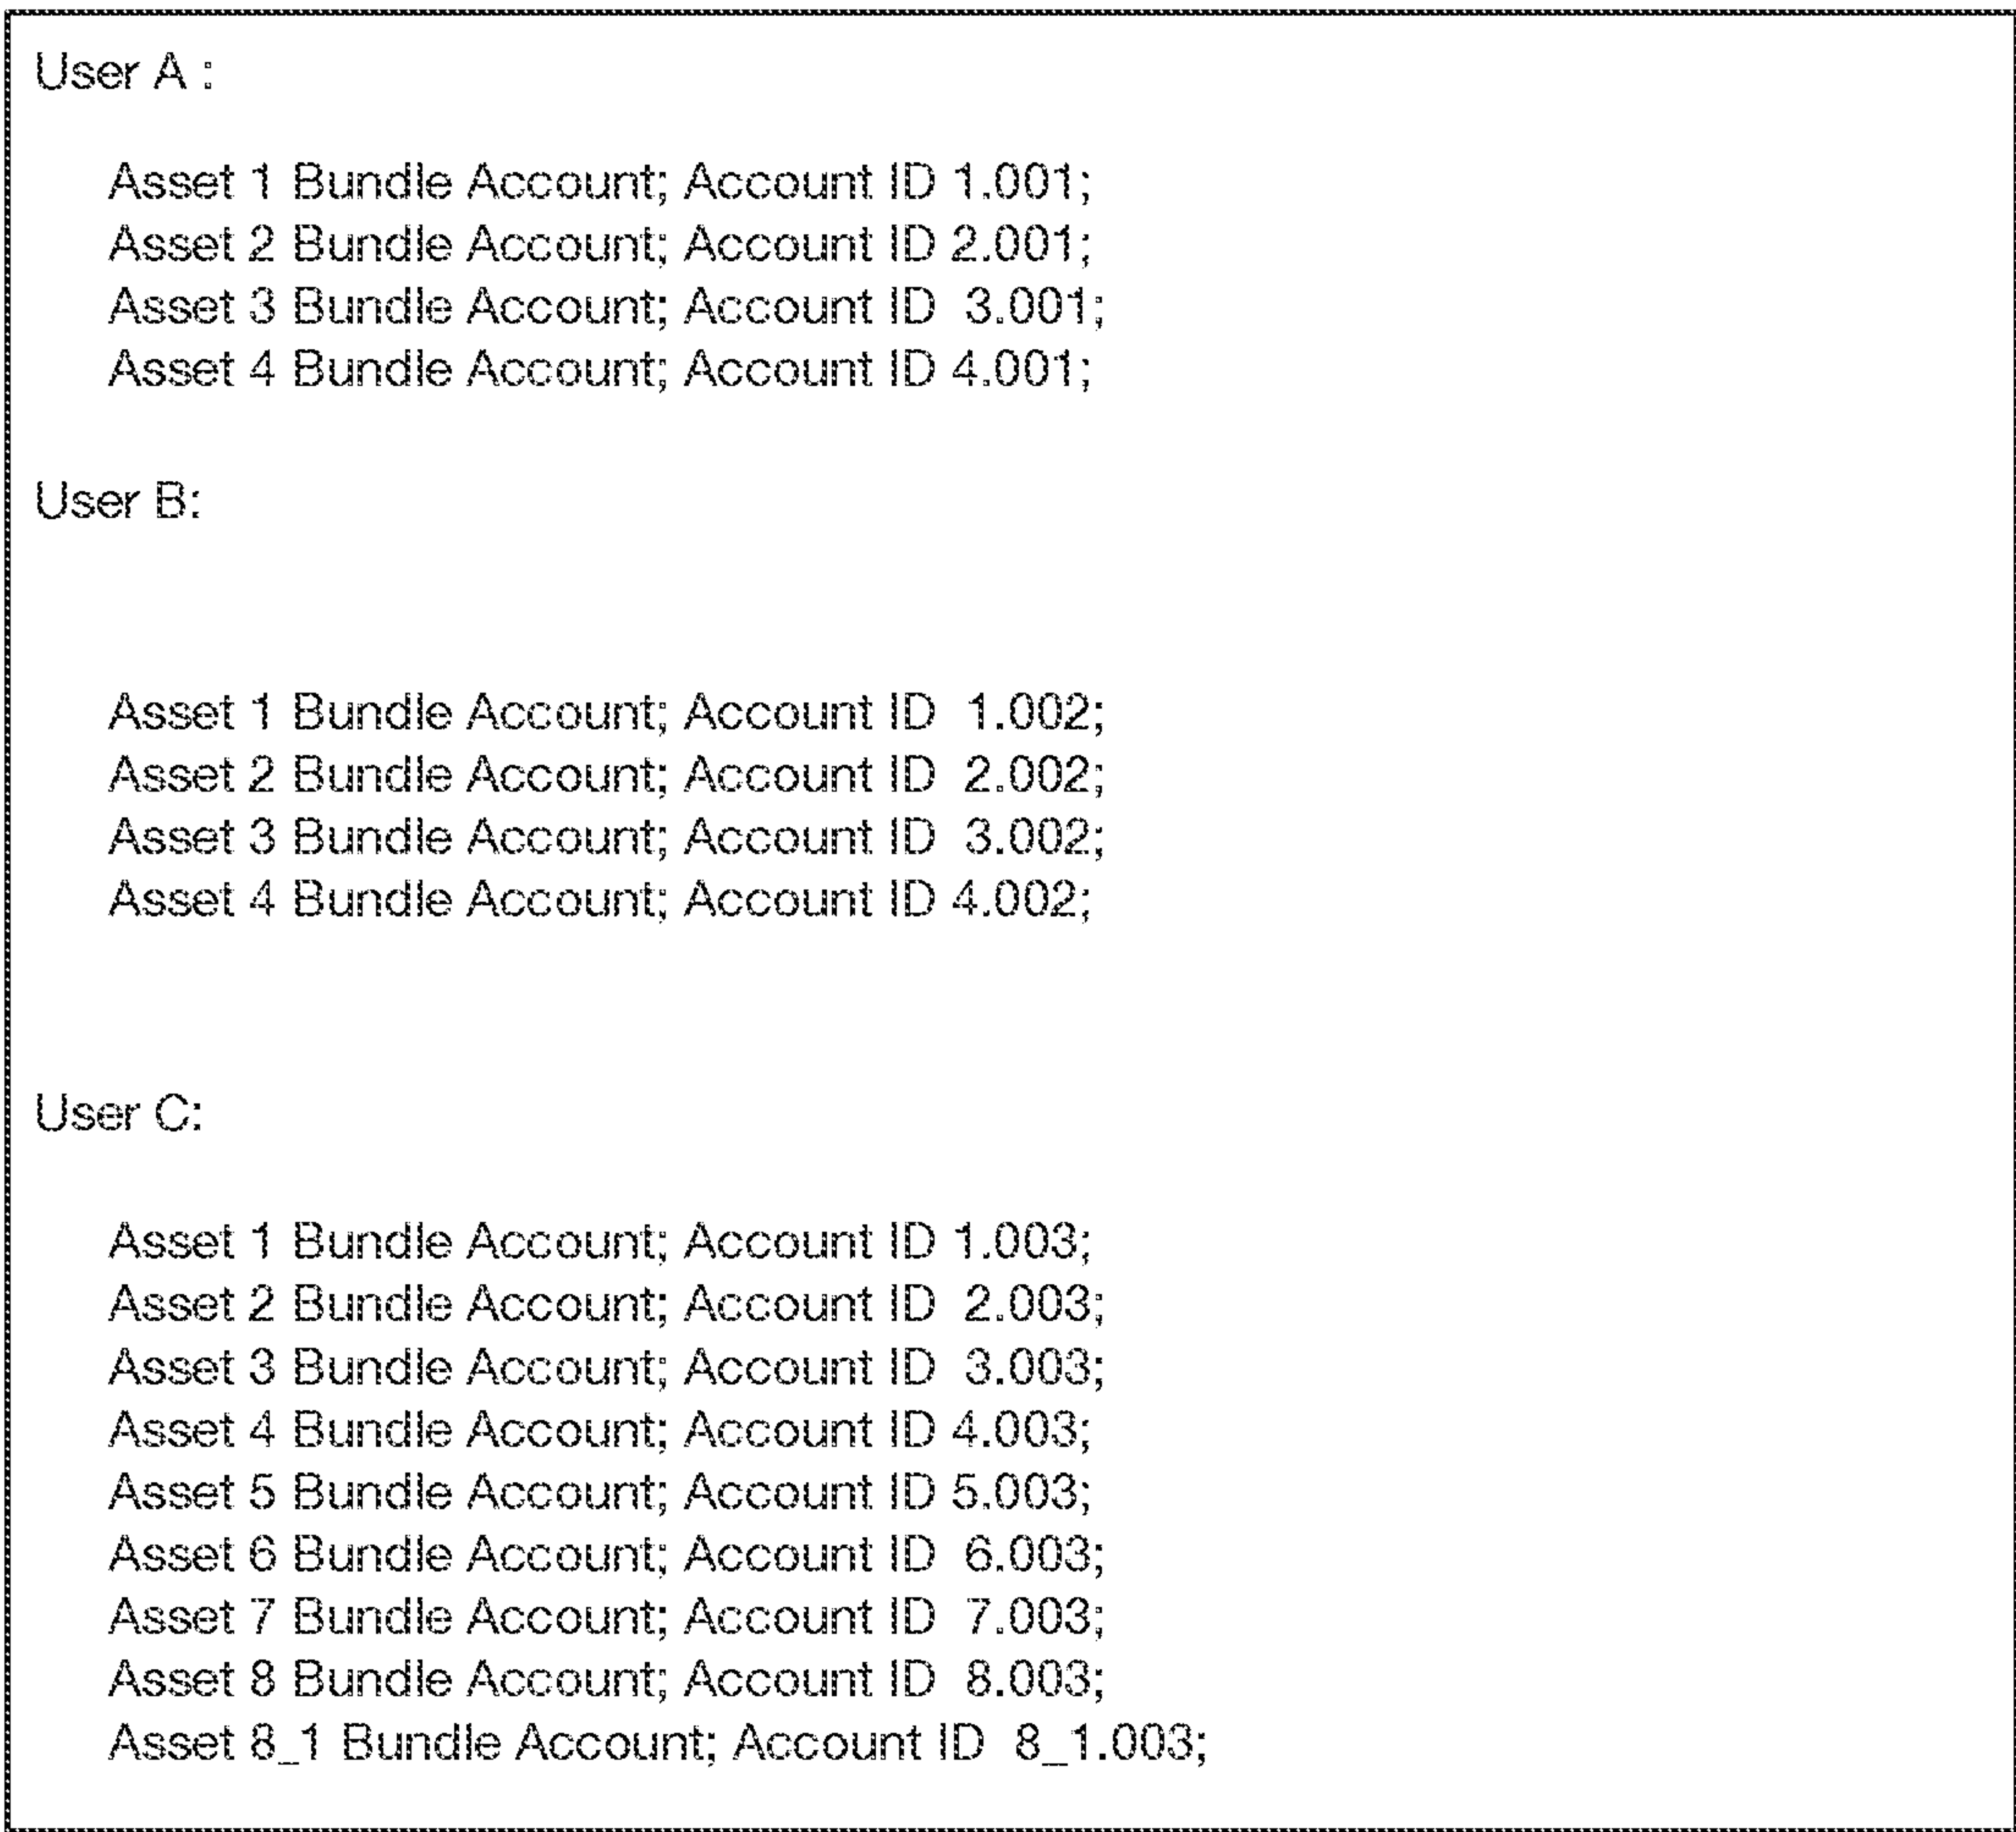 User A :
Asset 1 Bundle Account; Account ID 1.001;
Asset 2 Bundle Account; Account ID 2.001;
Asset 3 Bundle Account; Account ID  3.001;
Asset 4 Bundle Account; Account ID 4.001;
User B:
Asset 1 Bundle Account; Account ID  1.002;
Asset 2 Bundle Account; Account ID  2.002;
Asset 3 Bundle Account; Account ID  3.002;
Asset 4 Bundle Account; Account ID 4.002;
User C:
Asset 1 Bundle Account; Account ID 1.003;
Asset 2 Bundle Account; Account ID  2.003;
Asset 3 Bundle Account; Account ID  3.003;
Asset 4 Bundle Account; Account ID 4.003;
Asset 5 Bundle Account; Account ID 5.003;
Asset 6 Bundle Account; Account ID  6.003;
Asset 7 Bundle Account; Account ID  7.003;
Asset 8 Bundle Account; Account ID  8.003;
Asset 8_1 Bundle Account; Account ID  8_1.003;